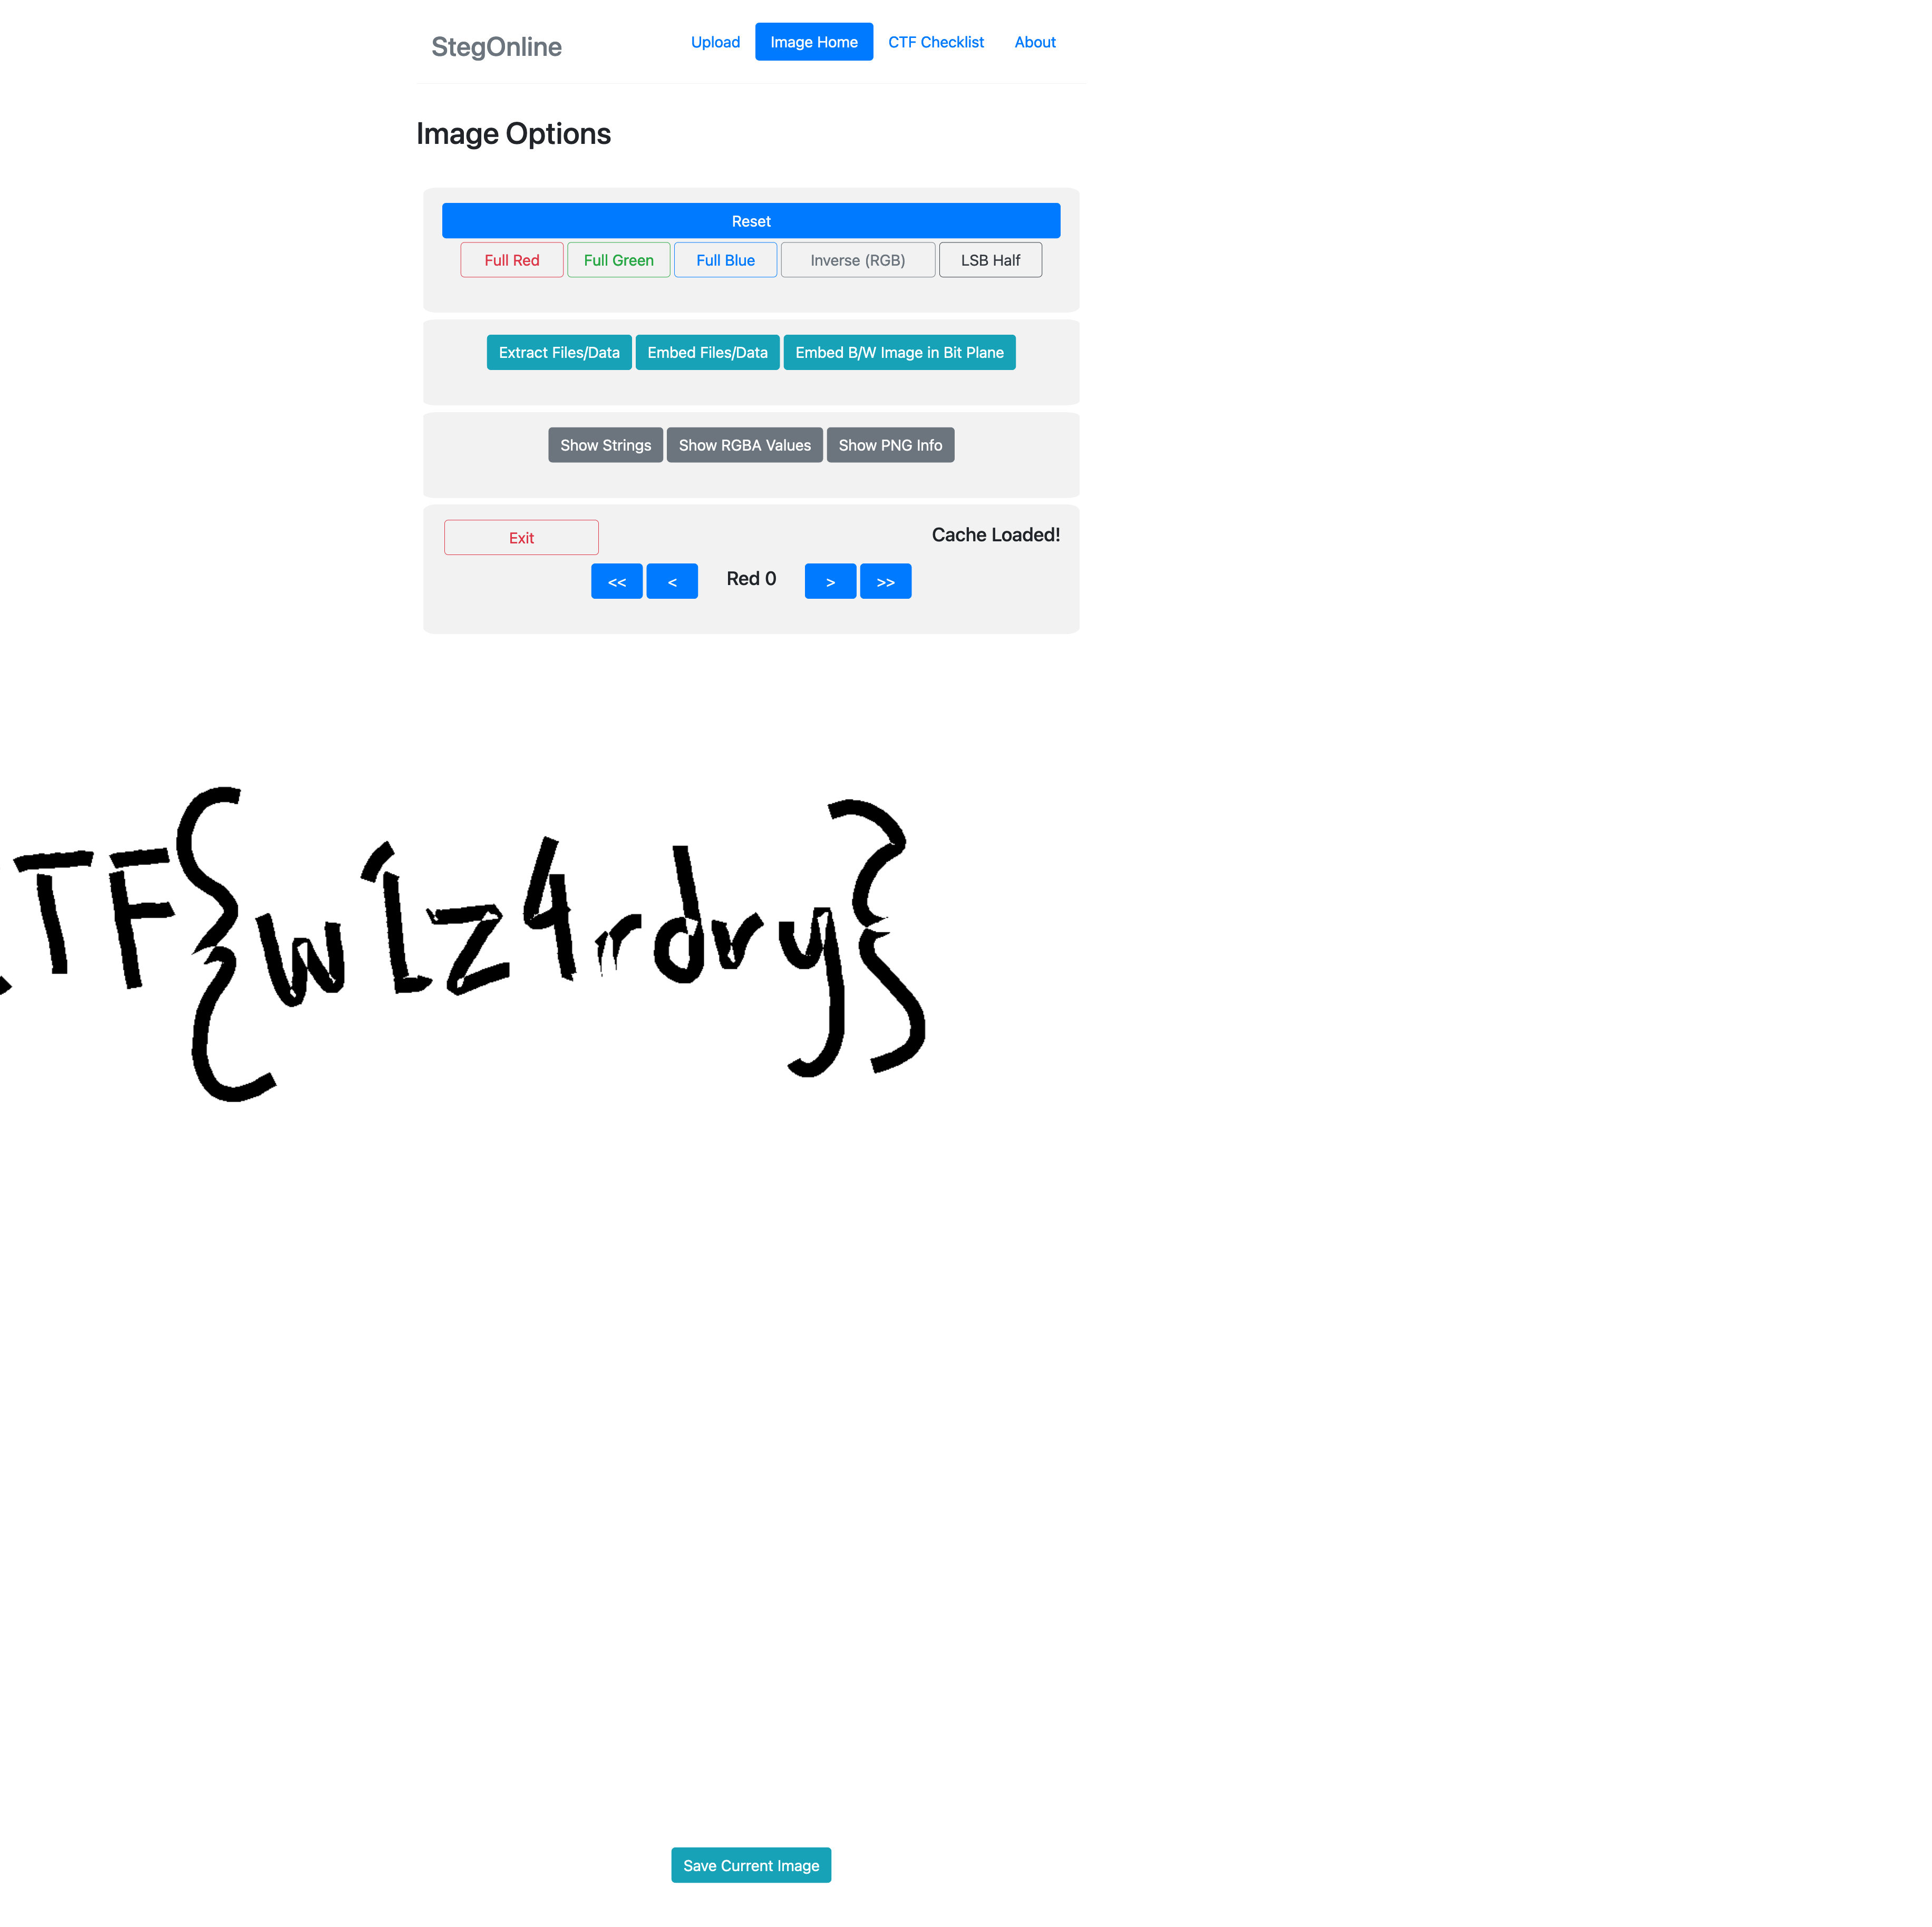 StegOnline Upload Image Home CTF Checklist About
Image Options
Reset
Full Red Full Green Full Blue Inverse (RGB) LSB Half
Extract Files/Data Embed Files/Data Embed B/W Image in Bit Plane
Show Strings Show RGBA Values Show PNG Info
Exit Cache Loaded!
<< < Red 0 > >>
TF{w1z4rdry}
Save Current Image